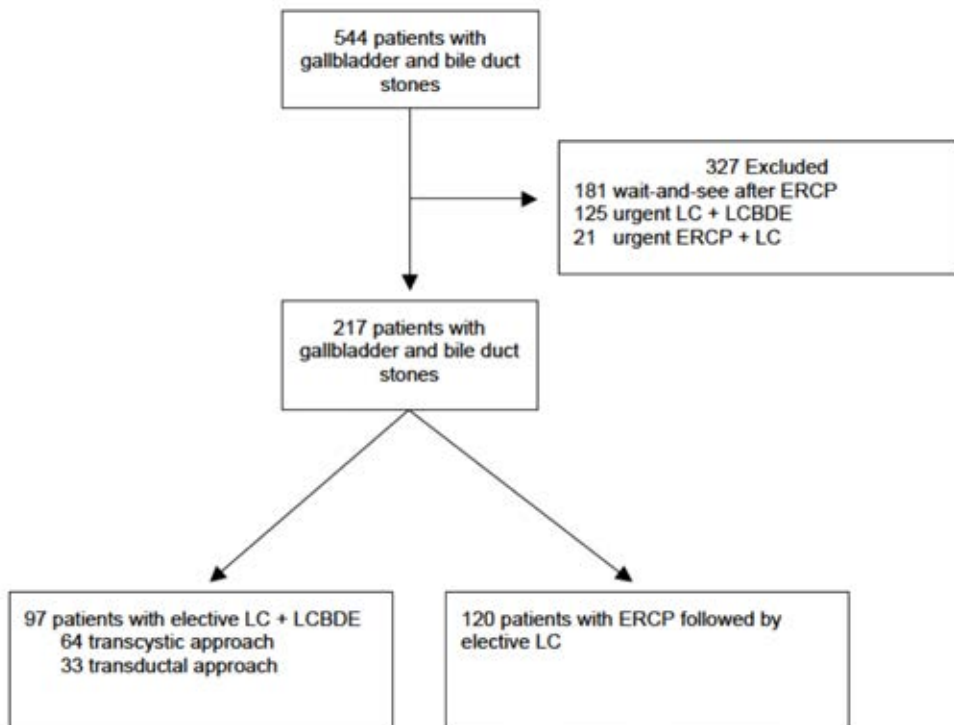 544 patients with
gallbladder and bile duct
stones
327 Excluded
181 wait-and-see after ERCP
125 urgent LC + LCBDE
21 urgent ERCP + LC
217 patients with
gallbladder and bile duct
stones
97 patients with elective LC + LCBDE
64 transcystic approach
33 transductal approach
120 patients with ERCP followed by
elective LC